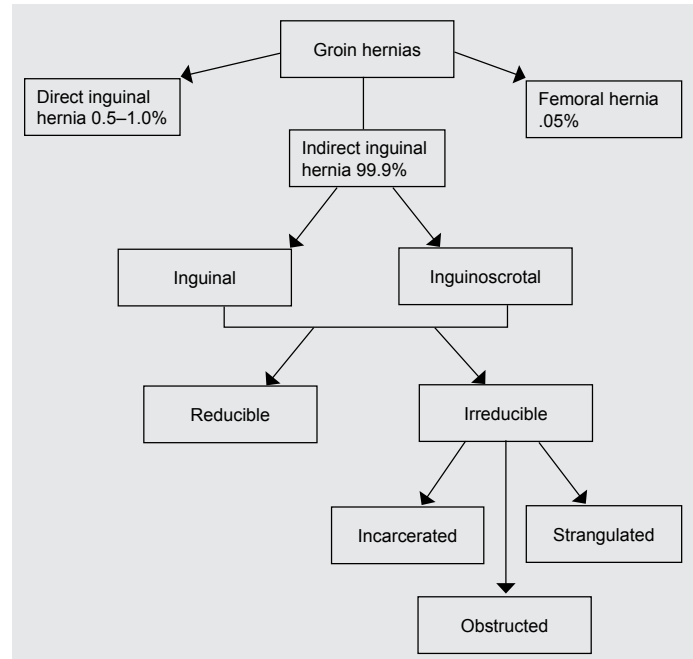 Groin hernias
Direct inguinal
hernia 0.5–1.0%
Femoral hernia
.05%
Indirect inguinal
hernia 99.9%
Inguinal
Inguinoscrotal
Reducible
Irreducible
Incarcerated
Strangulated
Obstructed